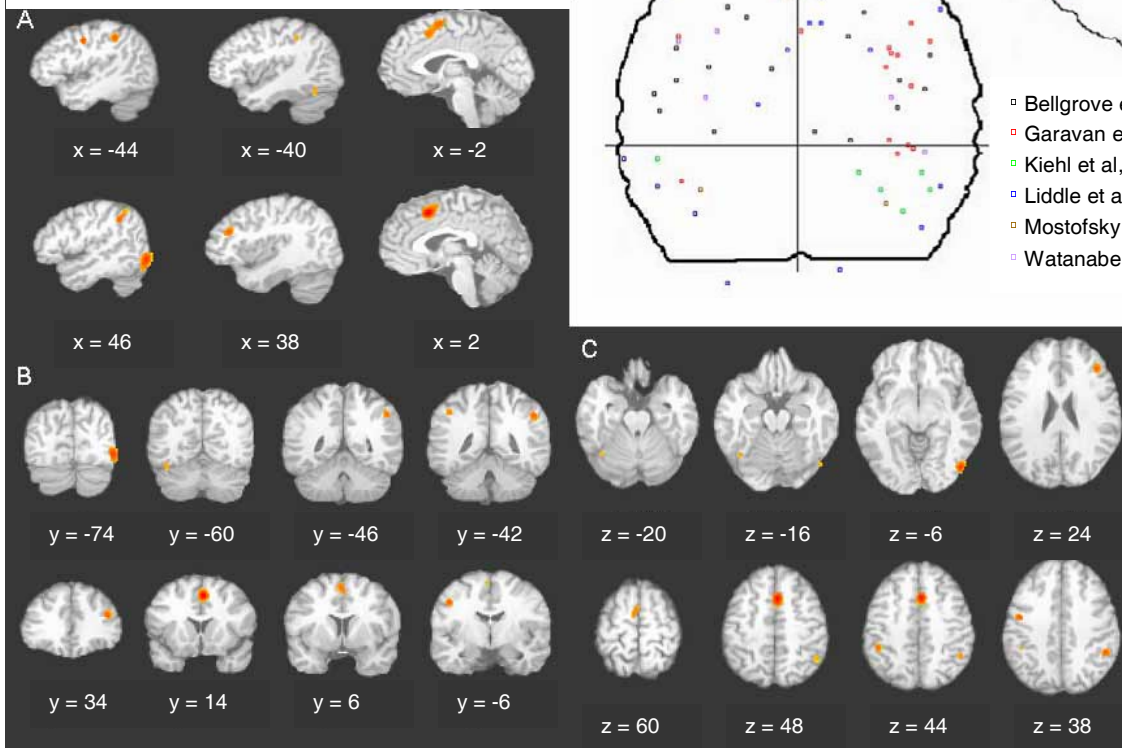 A
x = -44 x = -40 x = -2
x = 46 x = 38 x = 2
Bellgrove e
Garavan e
Kiehl et al,
Liddle et a
Mostofsky
Watanabe
B
y = -74 y = -60 y = -46 y = -42
y = 34 y = 14 y = 6 y = -6
C
z = -20 z = -16 z = -6 z = 24
z = 60 z = 48 z = 44 z = 38